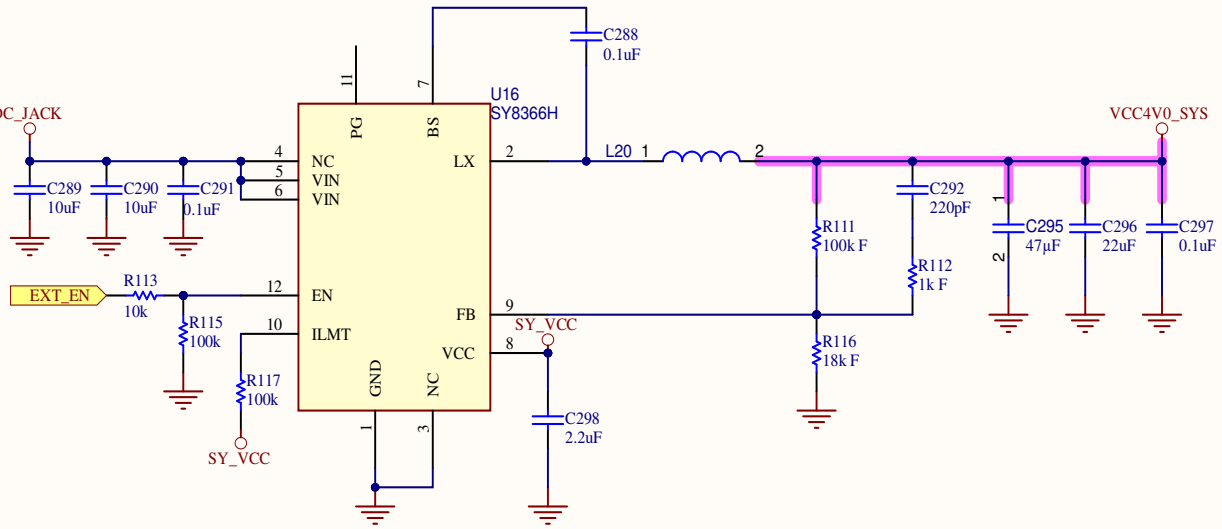 C288
0.1uF
11
7
U16
SY8366H
DC_JACK
PG
BS
VCC4V0_SYS
4
NC
LX
2
L20
1
2
5
VIN
6
VIN
C289
10uF
C290
10uF
C291
0.1uF
C292
220pF
1
R111
100k F
C295
47µF
C296
22uF
C297
0.1uF
2
R112
1k F
EXT_EN
R113
10k
12
EN
FB
9
SY_VCC
R115
100k
10
ILMT
VCC
8
R116
18k F
R117
100k
GND
NC
1
3
C298
2.2uF
SY_VCC